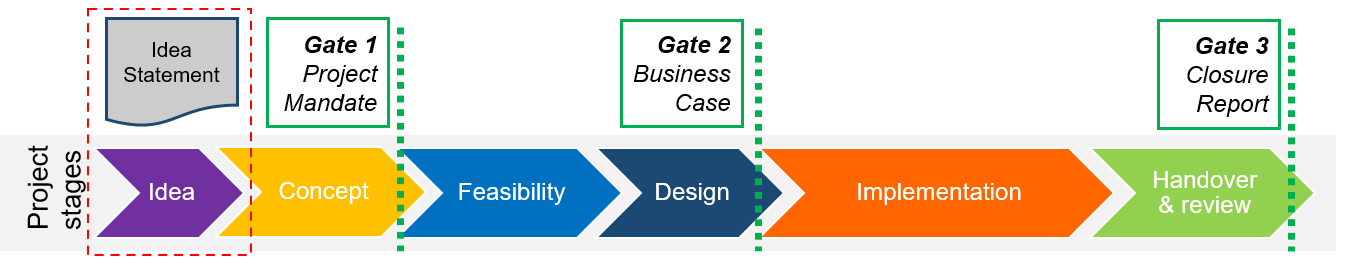 Idea
Statement
Gate 1
Project
Mandate
Gate 2
Business
Case
Gate 3
Closure
Report
Project
stages
Idea
Concept
Feasibility
Design
Implementation
Handover
& review